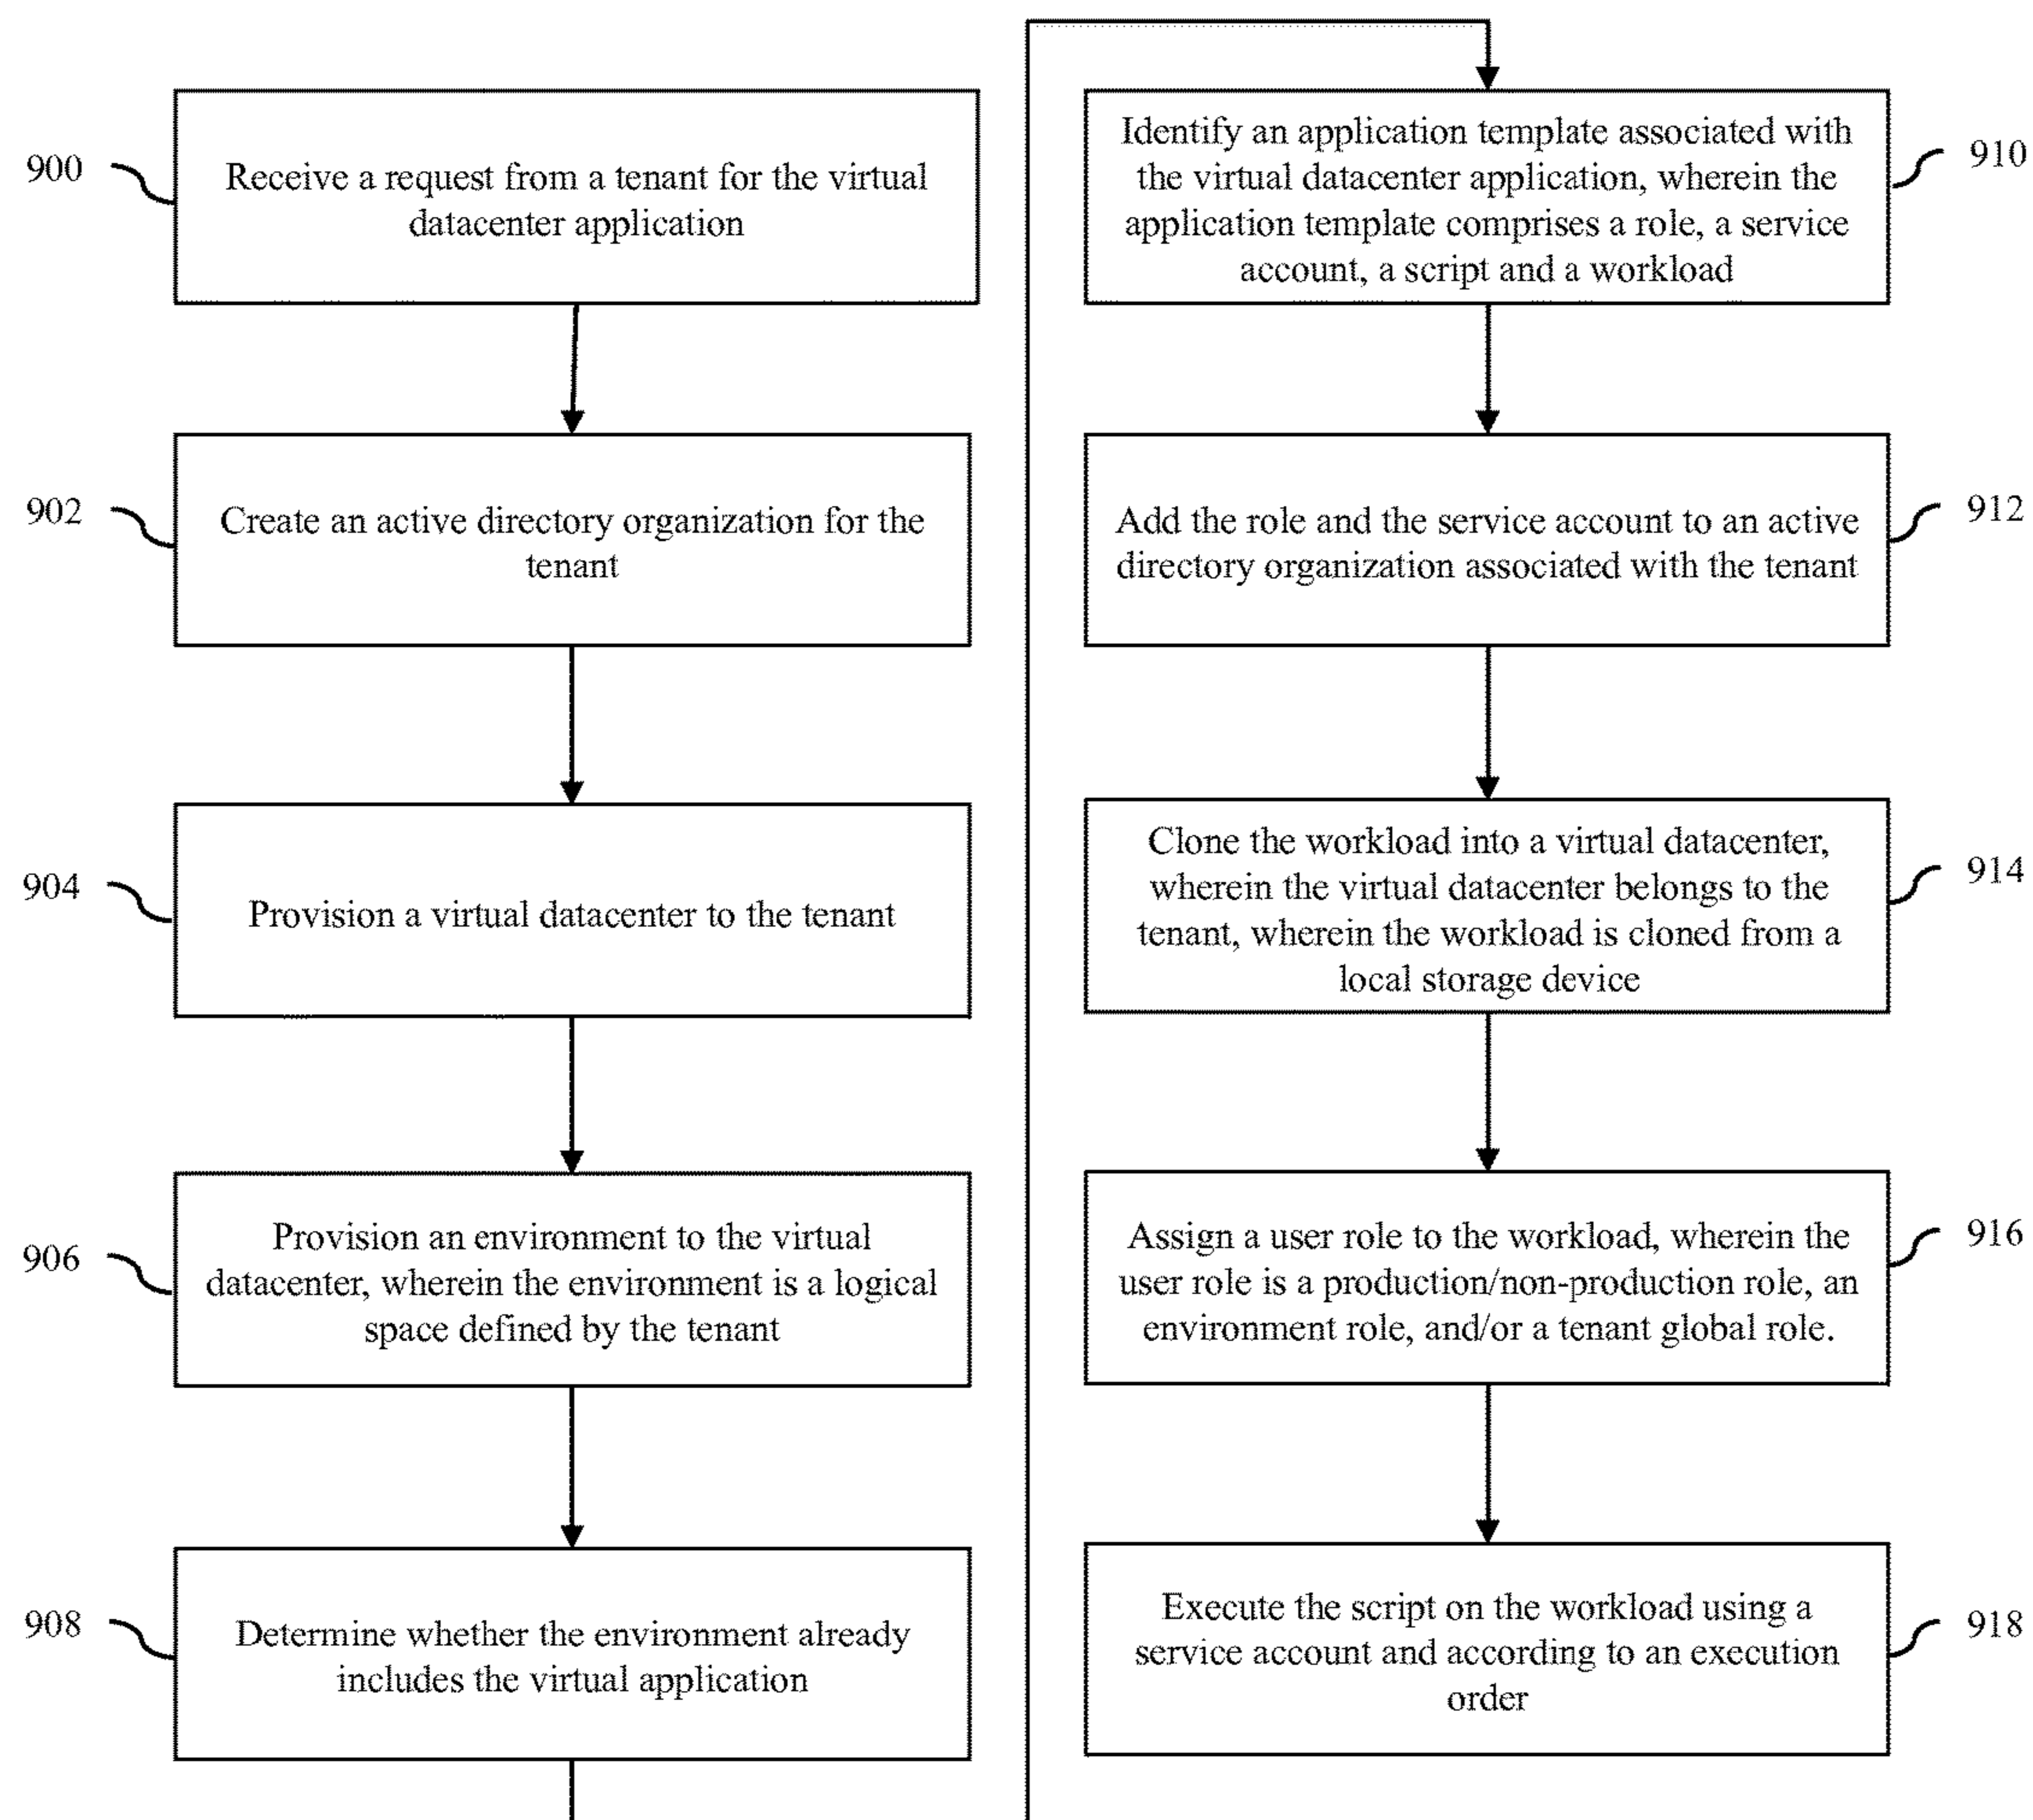 900
Receive a request from a tenant for the virtual
datacenter application
902
Create an active directory organization for the
tenant
904
Provision a virtual datacenter to the tenant
906
Provision an environment to the virtual
datacenter, wherein the environment is a logical
space defined by the tenant
908
Determine whether the environment already
includes the virtual application
Identify an application template associated with
the virtual datacenter application, wherein the
application template comprises a role, a service
account, a script and a workload
910
Add the role and the service account to an active
directory organization associated with the tenant
912
Clone the workload into a virtual datacenter,
wherein the virtual datacenter belongs to the
tenant, wherein the workload is cloned from a
local storage device
914
Assign a user role to the workload, wherein the
user role is a production/non-production role, an
environment role, and/or a tenant global role.
916
Execute the script on the workload using a
service account and according to an execution
order
918